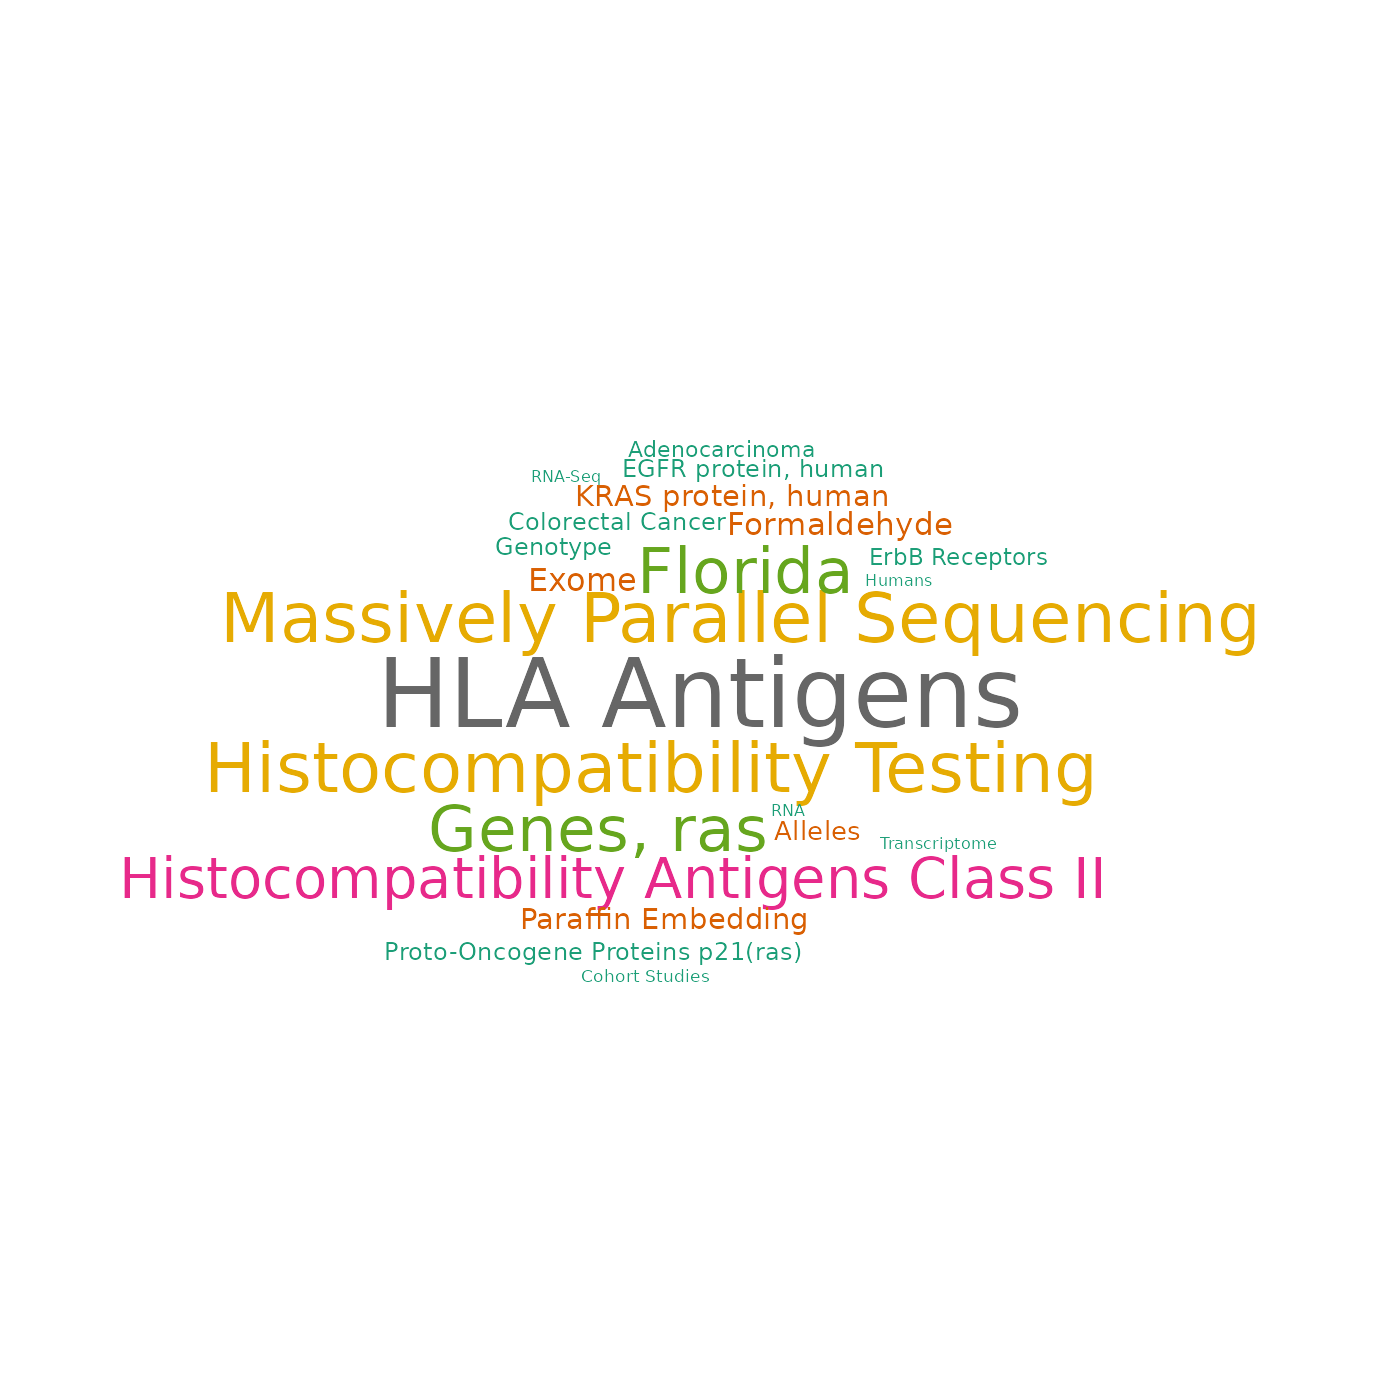 Adenocarcinoma
EGFR protein, human
RNA-Seq
KRAS protein, human
Colorectal Cancer
Formaldehyde
Genotype
Florida
ErbB Receptors
Exome
Humans
Massively Parallel Sequencing
HLA Antigens
Histocompatibility Testing
RNA
Genes, ras
Alleles
Transcriptome
Histocompatibility Antigens Class II
Paraffin Embedding
Proto-Oncogene Proteins p21(ras)
Cohort Studies